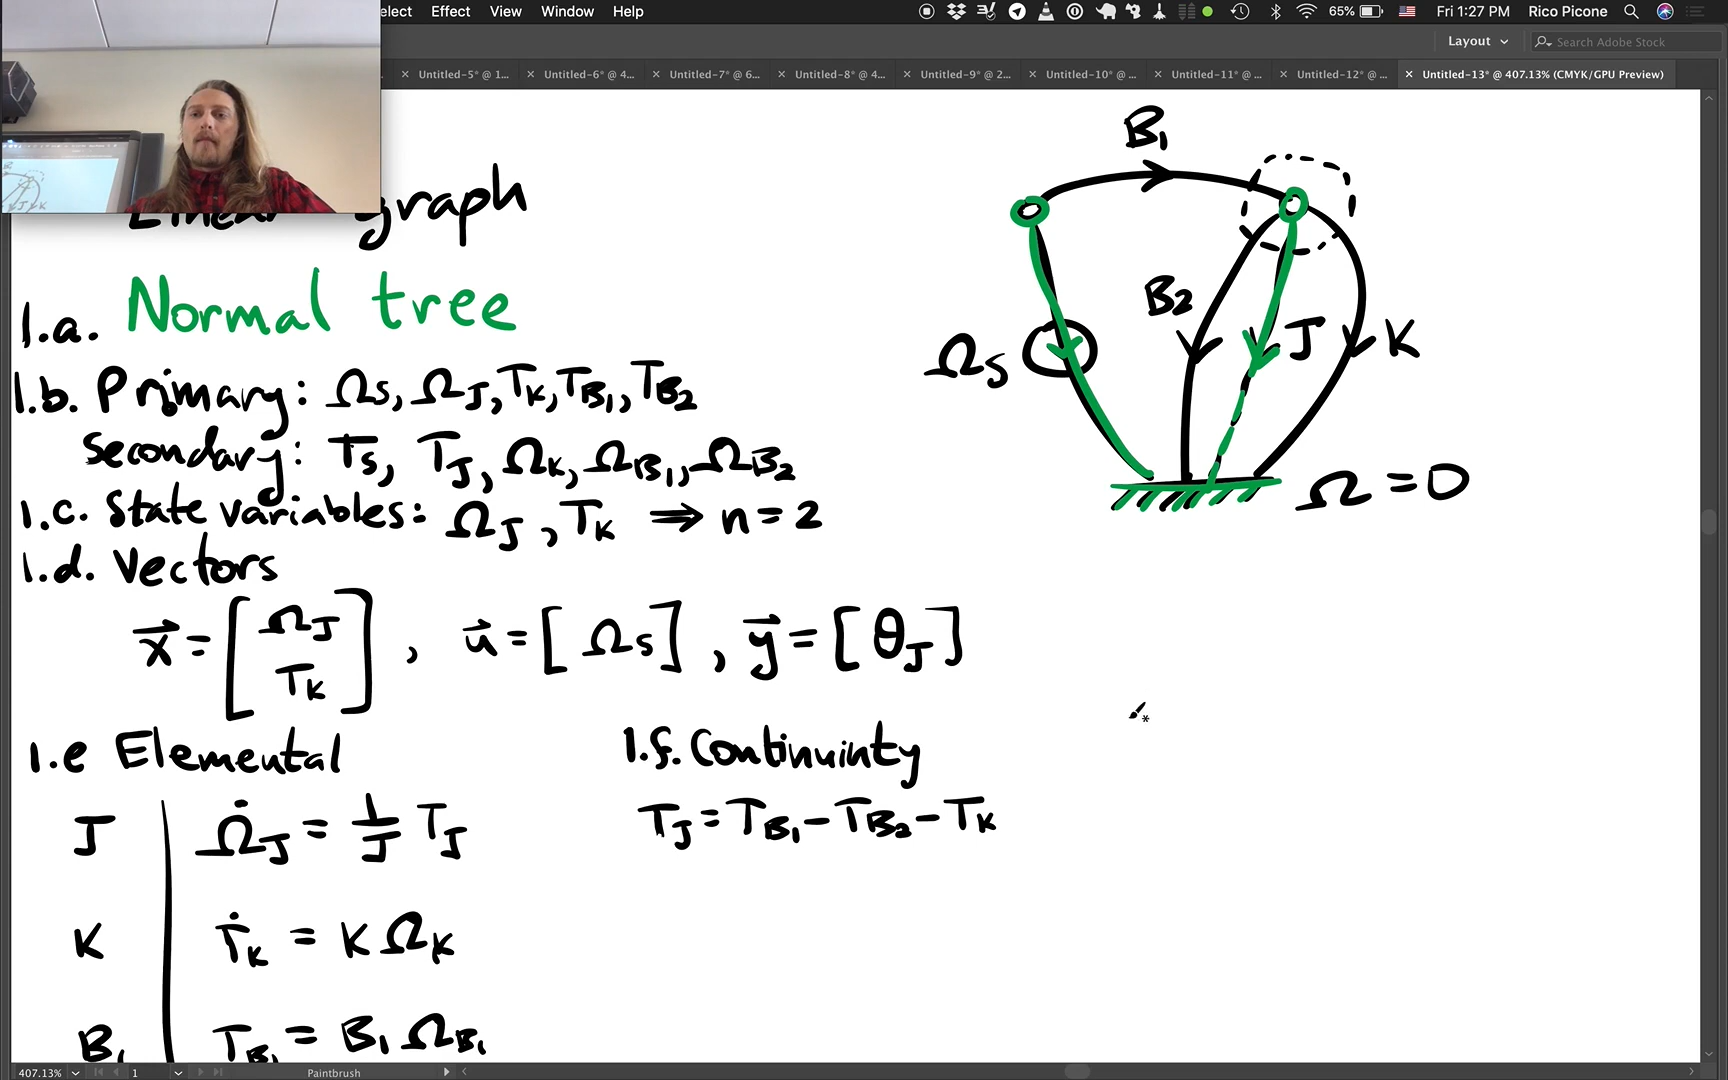 elect Effect View Window Help 65% Fri 1:27 PM Rico Picone
Layout Search Adobe Stock
× Untitled-5* @ 1... × Untitled-6* @ 4... × Untitled-7* @ 6... × Untitled-8* @ 4... × Untitled-9* @ 2... × Untitled-10* @ ... × Untitled-11* @ ... × Untitled-12* @ ... × Untitled-13* @ 407.13% (CMYK/GPU Preview)
Linear graph
1.a. Normal tree
1.b. Primary: Ωs, ΩJ, TK, TB1, TB2
Secondary: Ts, TJ, ΩK, ΩB1, ΩB2
1.c. State variables: ΩJ, TK ⇒ n = 2
1.d. Vectors
x⃗ = [ΩJ TK], u⃗ = [Ωs], y⃗ = [θJ]
1.e Elemental
J Ω̇J = 1/J TJ
K ṪK = K ΩK
B1 TB1 = B1 ΩB1
1.f. Continuinty
TJ = TB1 - TB2 - TK
B1
B2
J
K
Ωs
Ω = 0
407.13% 1 Paintbrush